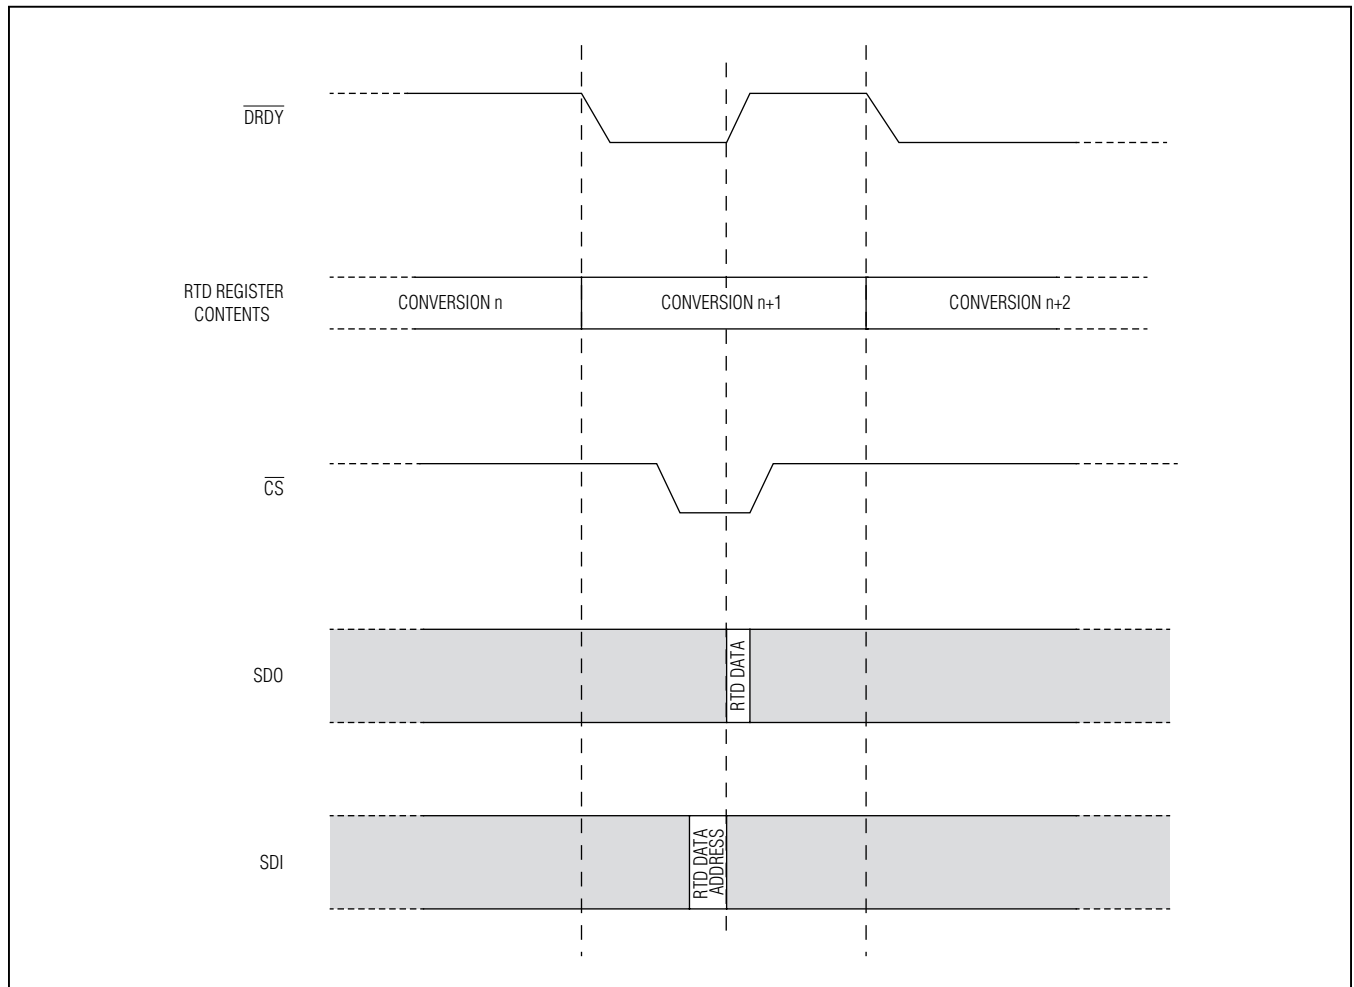 DRDY
RTD REGISTER
CONTENTS
CONVERSION n
CONVERSION n+1
CONVERSION n+2
CS
SDO
RTD DATA
SDI
RTD DATA
ADDRESS